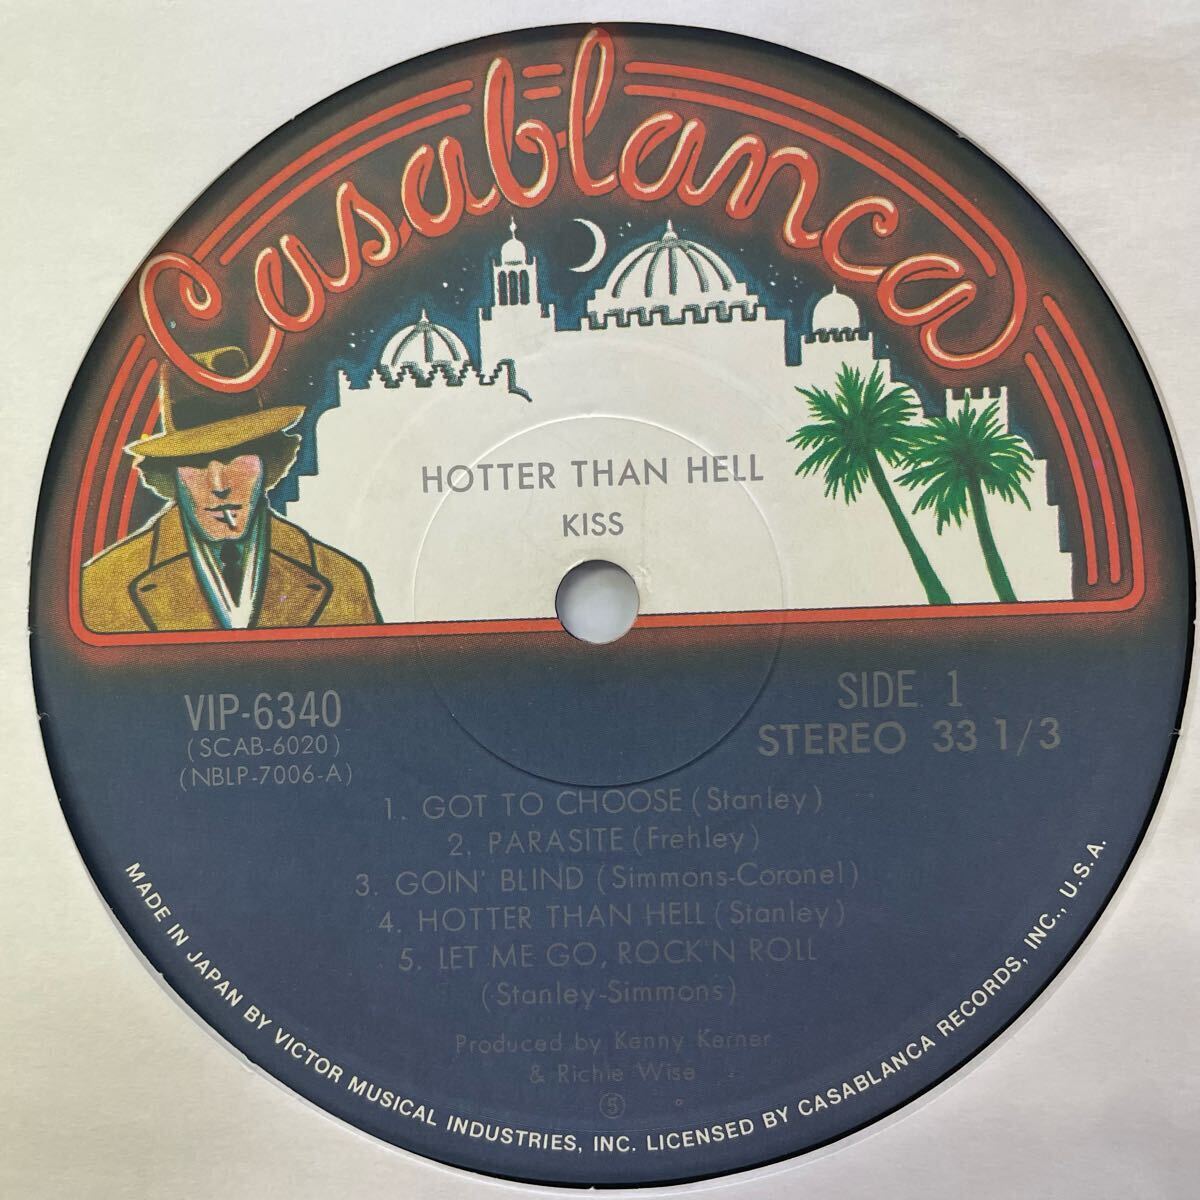 Casablanca
HOTTER THAN HELL
KISS
VIP-6340
(SCAB-6020)
(NBLP-7006-A)
SIDE 1
STEREO 33 1/3
1. GOT TO CHOOSE (Stanley)
2. PARASITE (Frehley)
3. GOIN' BLIND (Simmons-Coronel)
4. HOTTER THAN HELL (Stanley)
5. LET ME GO, ROCK'N ROLL
(Stanley-Simmons)
Produced by Kenny Kerner
& Richie Wise
⑤
MADE IN JAPAN BY VICTOR MUSICAL INDUSTRIES, INC. LICENSED BY CASABLANCA RECORDS, INC., U.S.A.